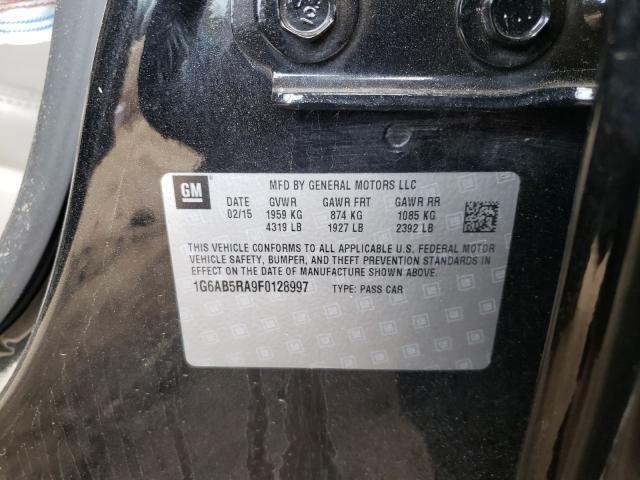 GM
MFD BY GENERAL MOTORS LLC
DATE GVWR GAWR FRT GAWR RR
02/15 1959 KG 874 KG 1085 KG
4319 LB 1927 LB 2392 LB
THIS VEHICLE CONFORMS TO ALL APPLICABLE U.S. FEDERAL MOTOR
VEHICLE SAFETY, BUMPER, AND THEFT PREVENTION STANDARDS IN
EFFECT ON THE DATE OF MANUFACTURE SHOWN ABOVE.
1G6AB5RA9F0128997 TYPE: PASS CAR